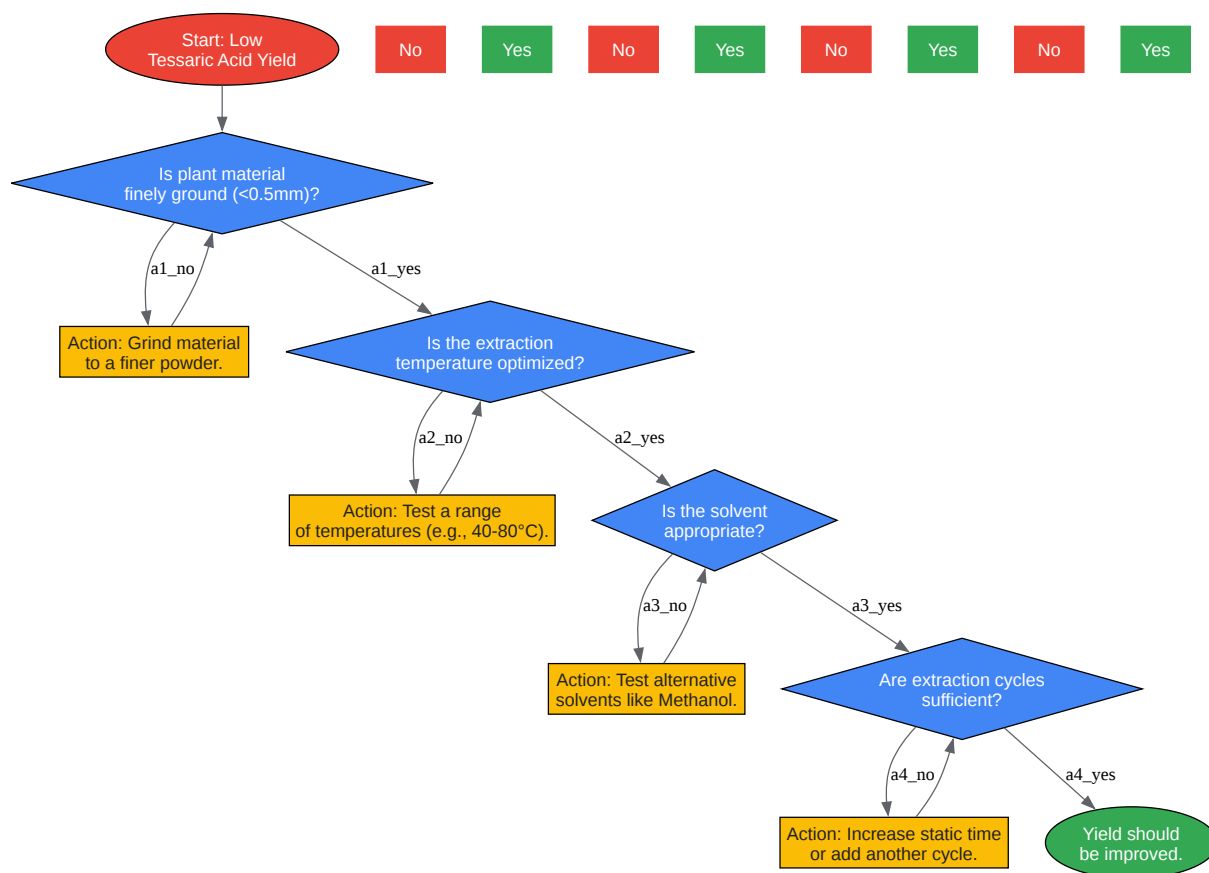 Start: Low
Tessaric Acid Yield
No
Yes
No
Yes
No
Yes
No
Yes
Is plant material
finely ground (<0.5mm)?
a1_no
a1_yes
Action: Grind material
to a finer powder.
Is the extraction
temperature optimized?
a2_no
a2_yes
Action: Test a range
of temperatures (e.g., 40-80°C).
Is the solvent
appropriate?
a3_no
a3_yes
Action: Test alternative
solvents like Methanol.
Are extraction cycles
sufficient?
a4_no
a4_yes
Action: Increase static time
or add another cycle.
Yield should
be improved.